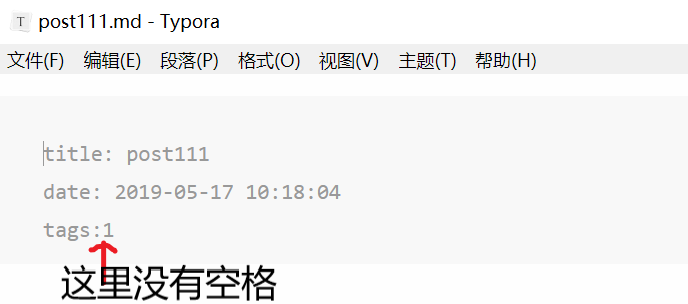 T post111.md - Typora
文件(F) 编辑(E) 段落(P) 格式(O) 视图(V) 主题(T) 帮助(H)
title: post111
date: 2019-05-17 10:18:04
tags:1
这里没有空格